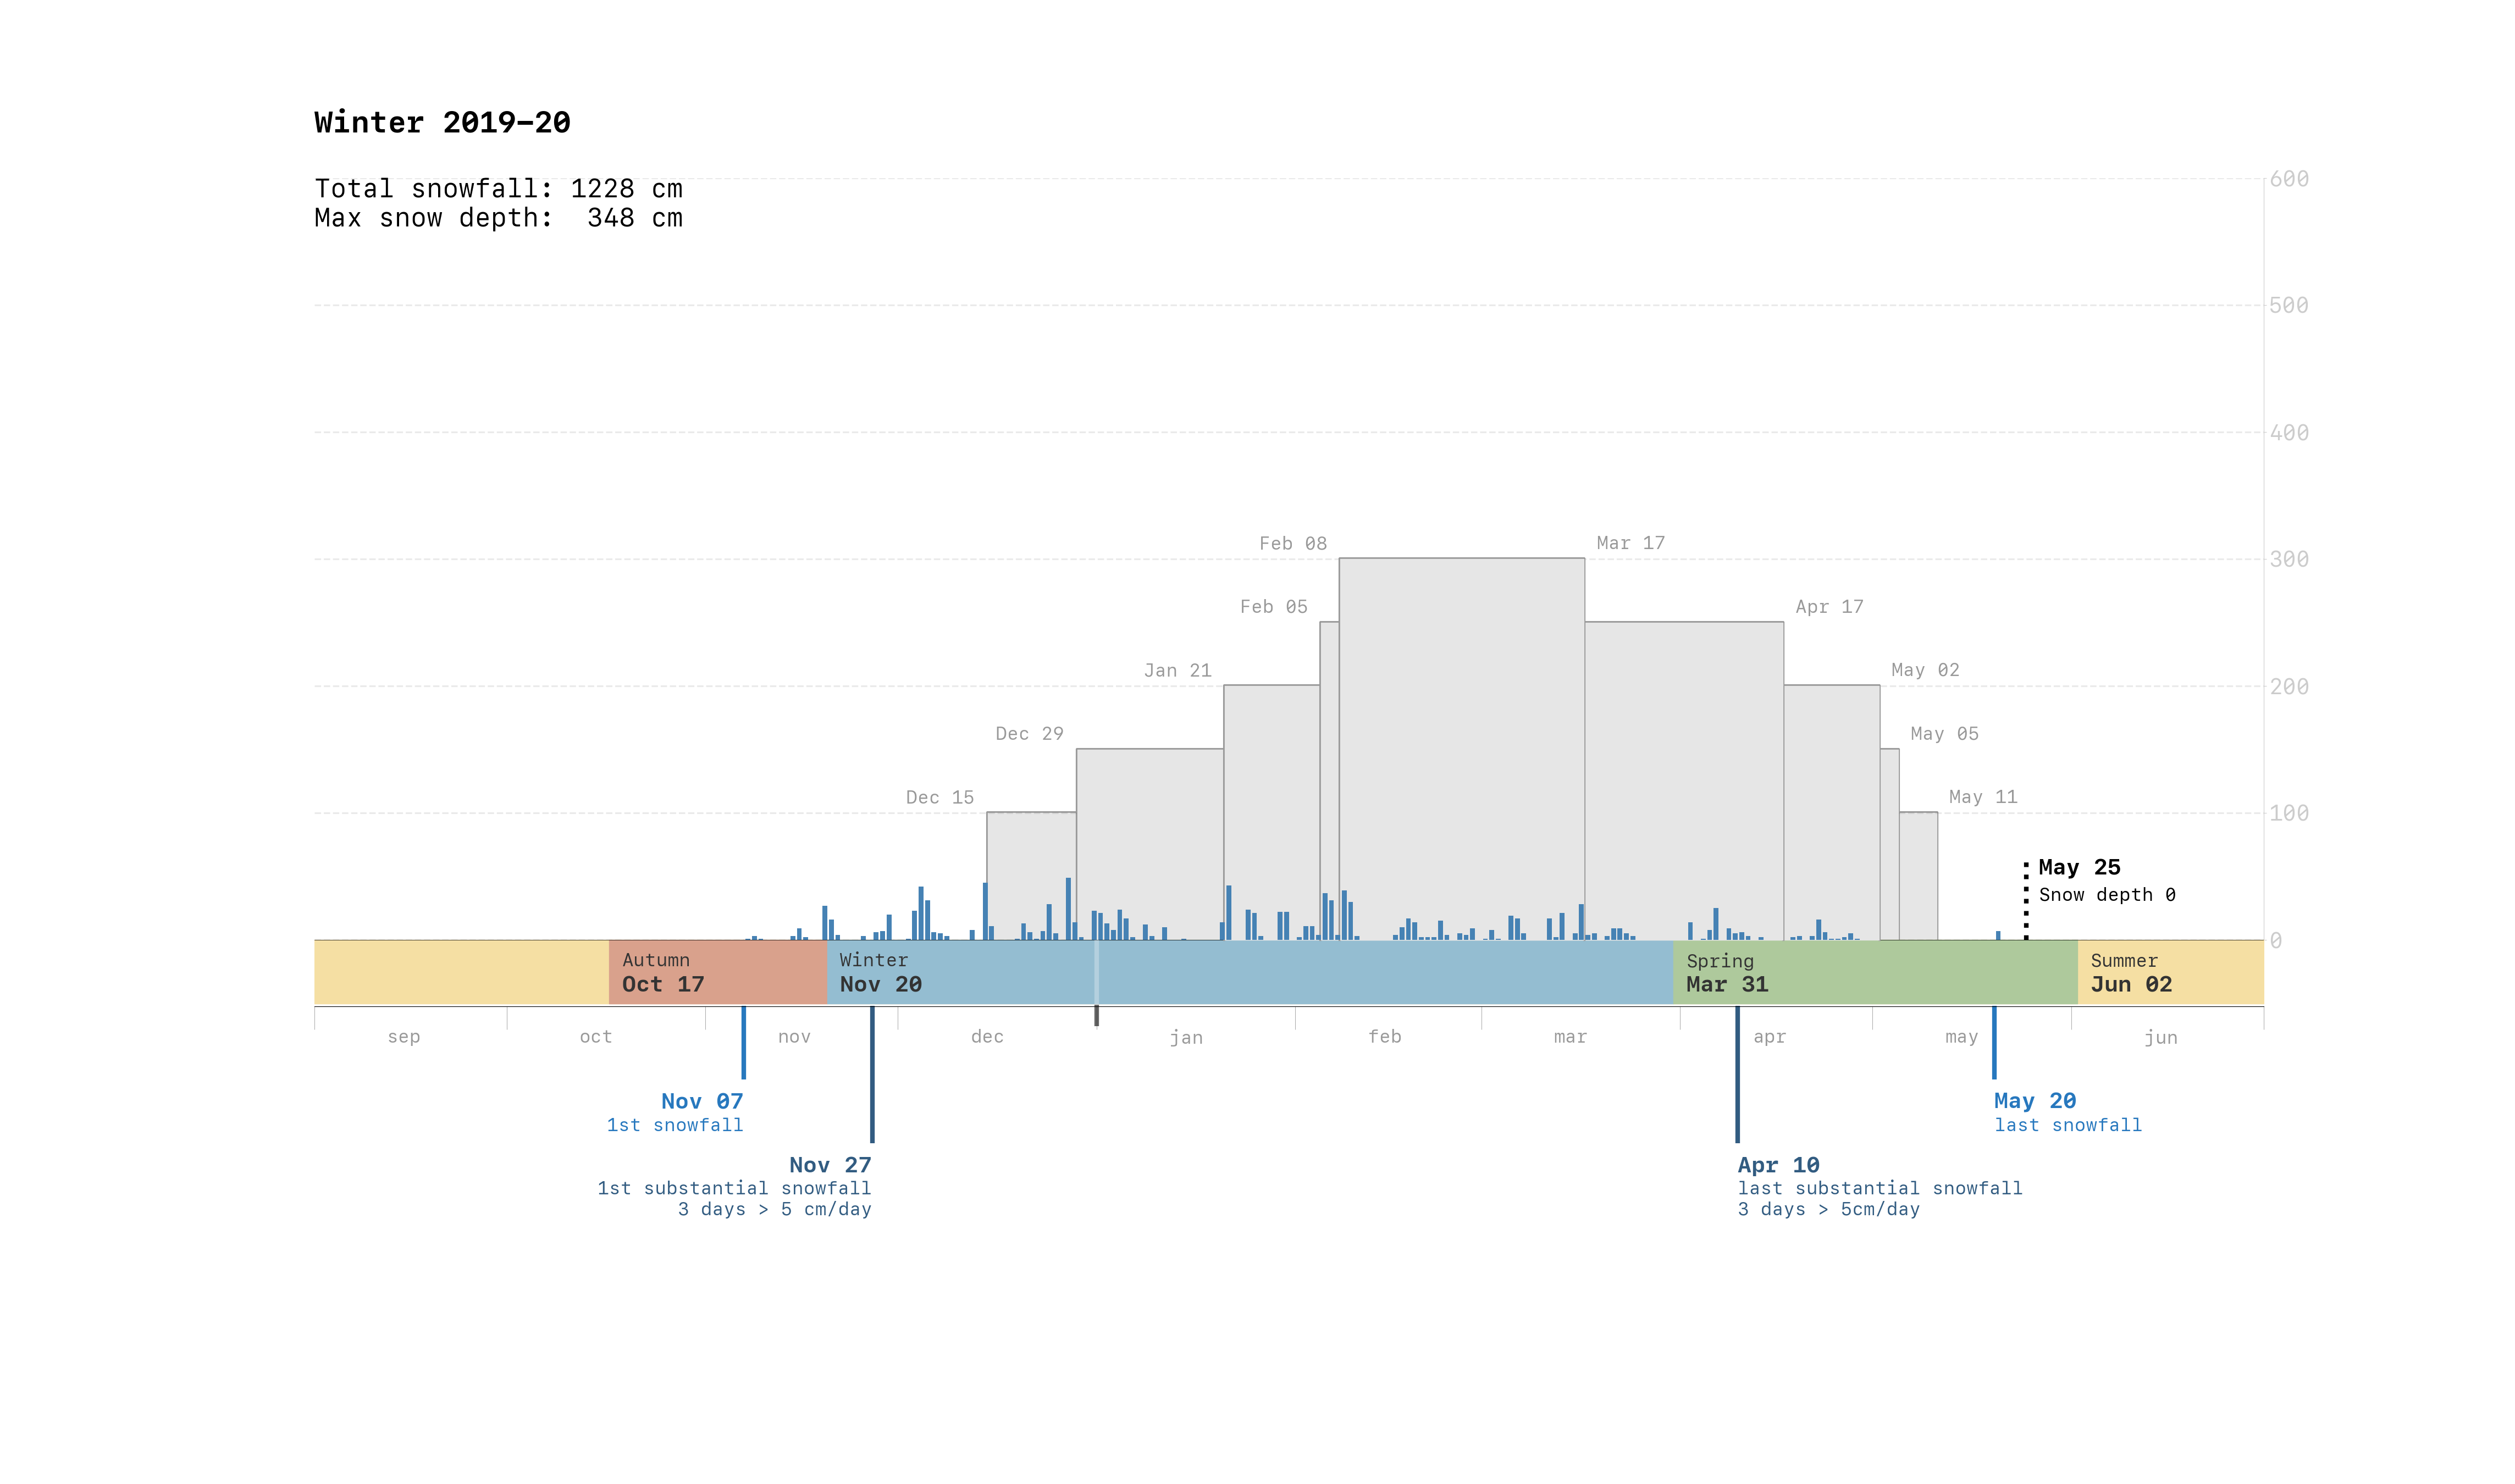 Winter 2019–20
Total snowfall: 1228 cm
Max snow depth: 348 cm
600
500
400
300
200
100
0
Feb 08
Mar 17
Feb 05
Apr 17
Jan 21
May 02
Dec 29
May 05
Dec 15
May 11
May 25
Snow depth 0
Autumn
Oct 17
Winter
Nov 20
Spring
Mar 31
Summer
Jun 02
sep oct nov dec jan feb mar apr may jun
Nov 07
1st snowfall
Nov 27
1st substantial snowfall
3 days > 5 cm/day
Apr 10
last substantial snowfall
3 days > 5cm/day
May 20
last snowfall